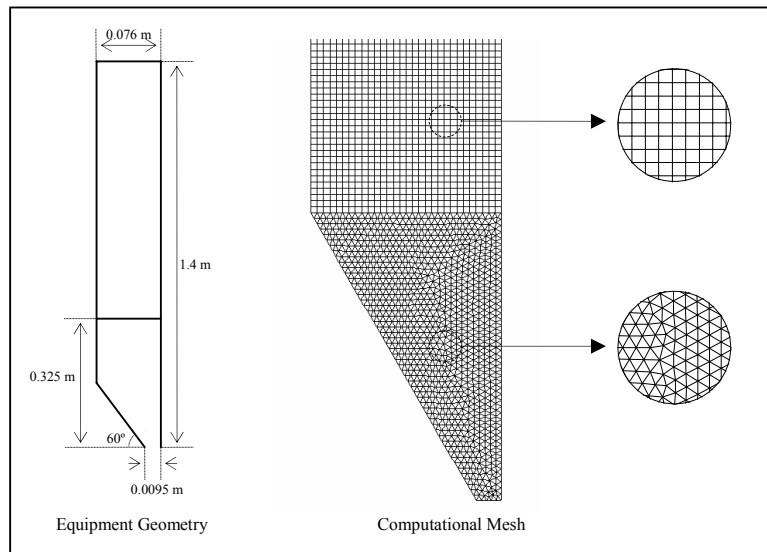 0.076 m
1.4 m
0.325 m
60º
0.0095 m
Equipment Geometry
Computational Mesh